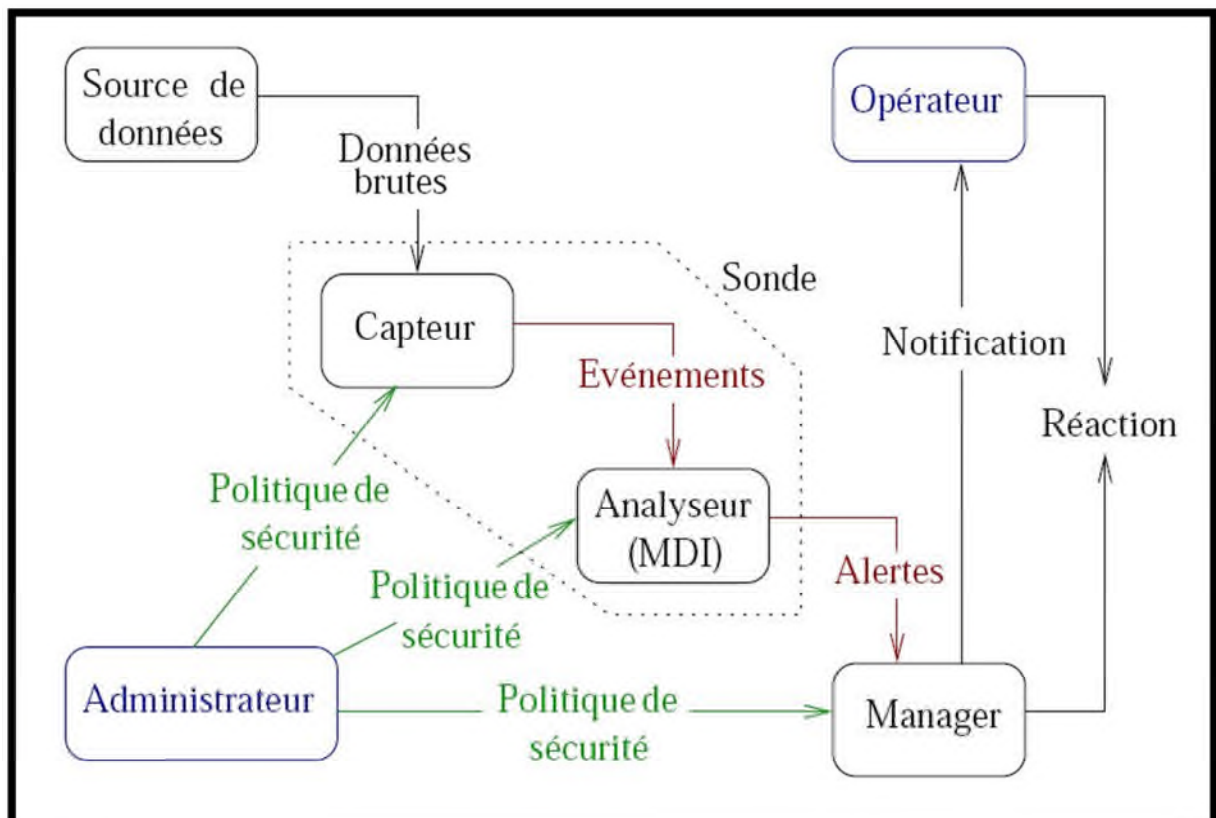 Source de
données
Opérateur
Données
brutes
Sonde
Capteur
Notification
Evénements
Réaction
Politique de
sécurité
Analyseur
(MDI)
Alertes
Politique de
sécurité
Administrateur
Politique de
sécurité
Manager